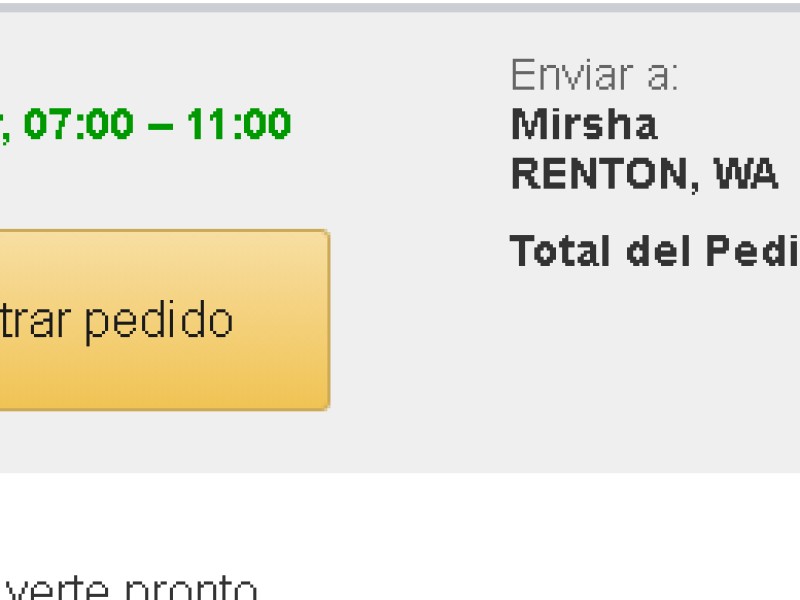 Enviar a:
, 07:00 – 11:00
Mirsha
RENTON, WA
Total del Pedi
trar pedido
verte pronto